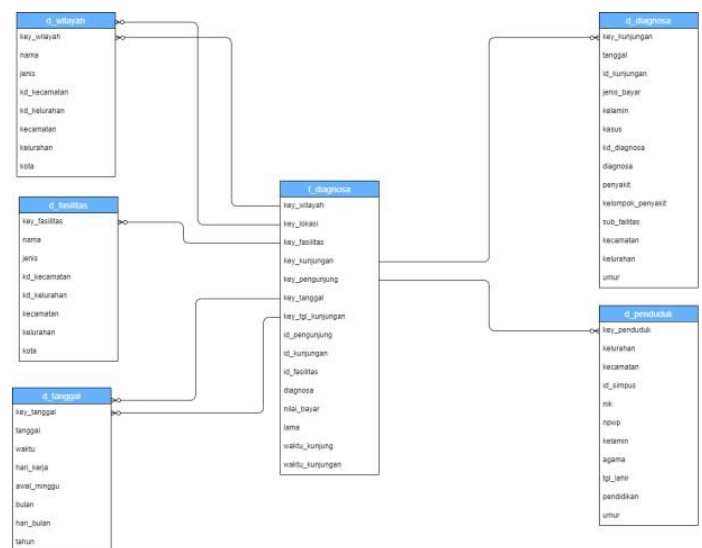 d_wilayah
key_wilayah
nama
jenis
kd_kecamatan
kd_kelurahan
kecamatan
kelurahan
kota
d_fasilitas
key_fasilitas
nama
jenis
kd_kecamatan
kd_kelurahan
kecamatan
kelurahan
kota
d_tanggal
key_tanggal
tanggal
waktu
hari_kerja
awal_minggu
bulan
hari_bulan
tahun
f_diagnosa
key_wilayah
key_lokasi
key_fasilitas
key_kunjungan
key_pengunjung
key_tanggal
key_tgl_kunjungan
id_pengunjung
id_kunjungan
id_fasilitas
diagnosa
nilai_bayar
lama
waktu_kunjung
waktu_kunjungan
d_diagnosa
key_kunjungan
tanggal
id_kunjungan
jenis_bayar
kelamin
kasus
kd_diagnosa
diagnosa
penyakit
kelompok_penyakit
sub_failitas
kecamatan
kelurahan
umur
d_penduduk
key_penduduk
kelurahan
kecamatan
id_simpus
nik
npwp
kelamin
agama
tgl_lahir
pendidikan
umur